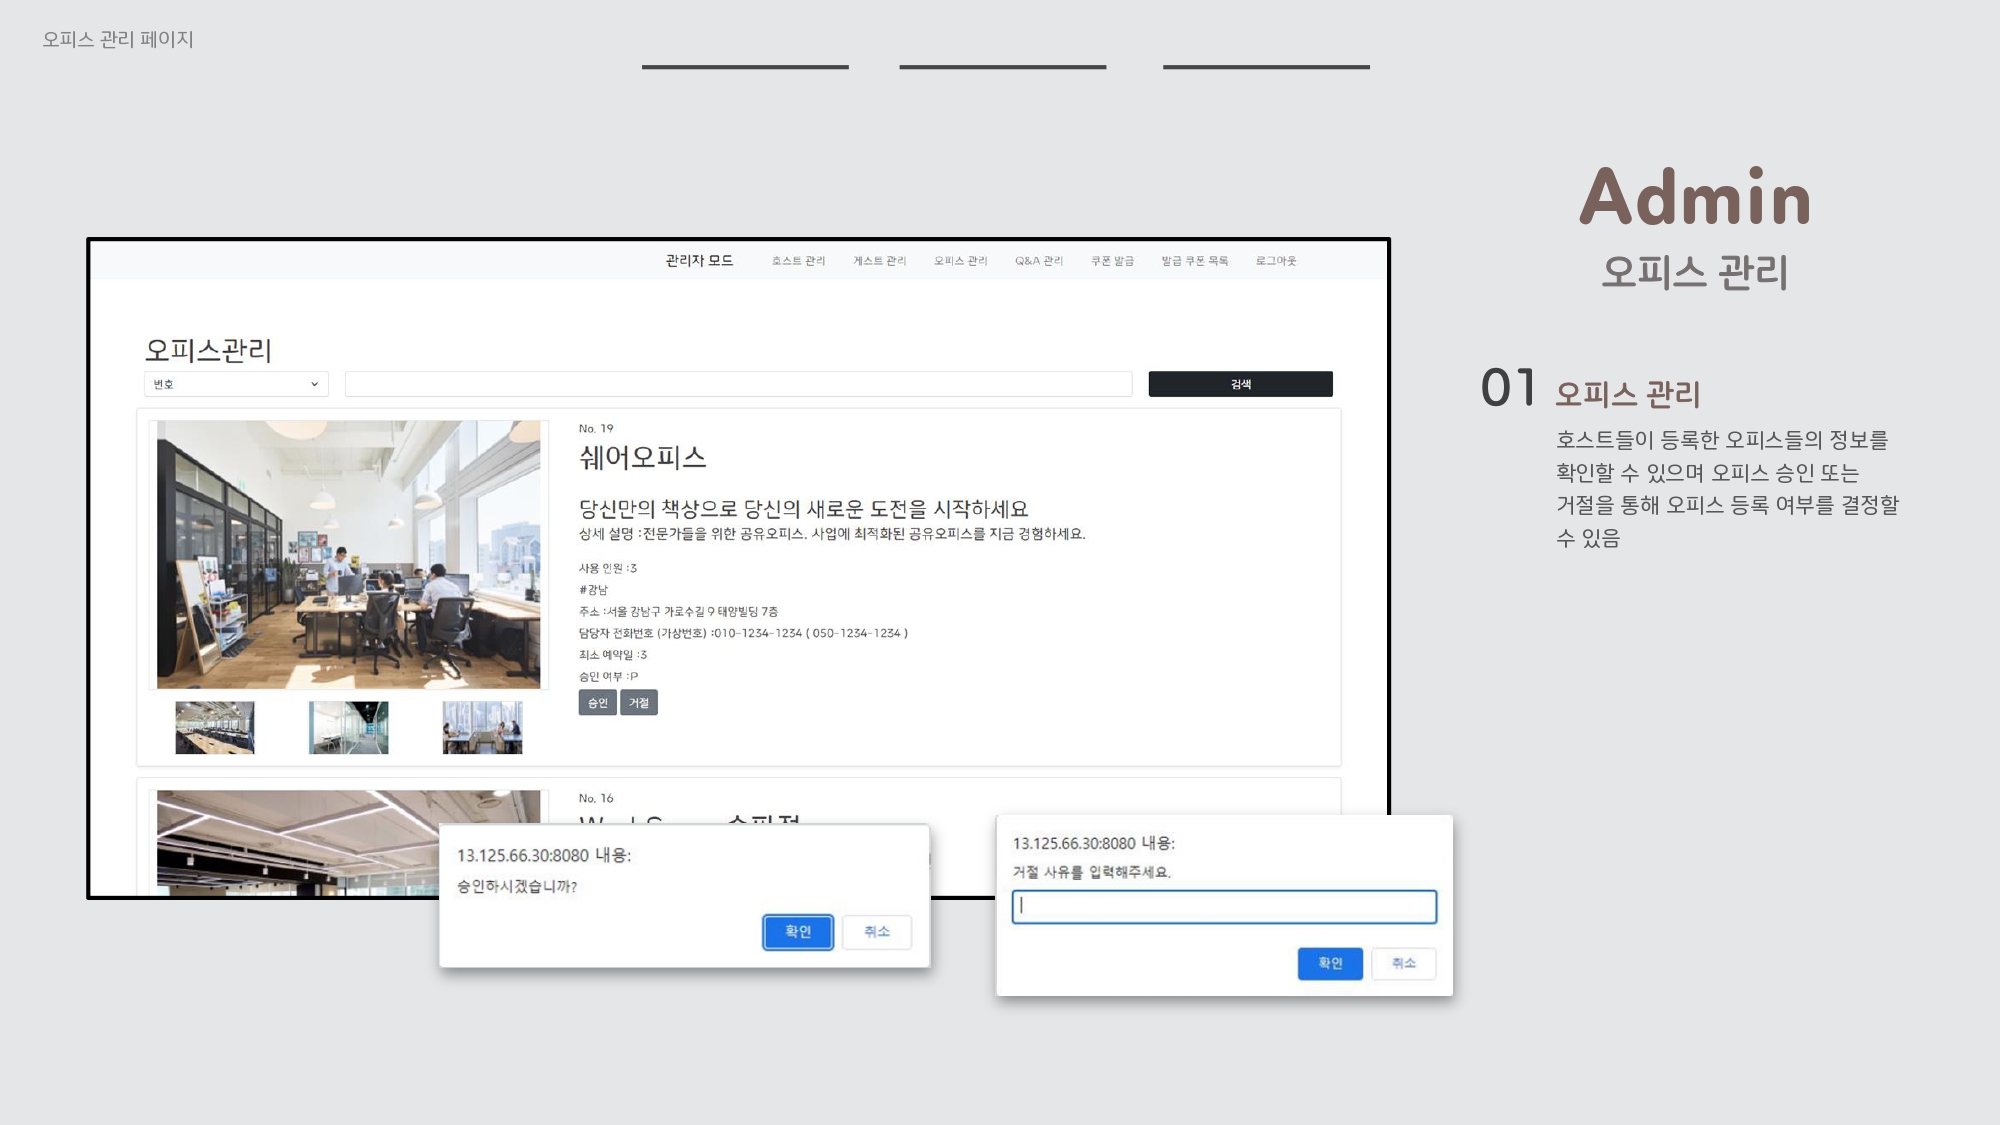 오피스 관리 페이지
관리자 모드 호스트 관리 게스트 관리 오피스 관리 Q&A 관리 쿠폰 발급 발급 쿠폰 목록 로그아웃
오피스관리
번호 검색
No. 19
쉐어오피스
당신만의 책상으로 당신의 새로운 도전을 시작하세요
상세 설명 :전문가들을 위한 공유오피스. 사업에 최적화된 공유오피스를 지금 경험하세요.
사용 인원 :3
#강남
주소 :서울 강남구 가로수길 9 태양빌딩 7층
담당자 전화번호 (가상번호) :010-1234-1234 ( 050-1234-1234 )
최소 예약일 :3
승인 여부 :P
승인 거절
No. 16
13.125.66.30:8080 내용:
승인하시겠습니까?
확인 취소
13.125.66.30:8080 내용:
거절 사유를 입력해주세요.
확인 취소
Admin
오피스 관리
01 오피스 관리
호스트들이 등록한 오피스들의 정보를
확인할 수 있으며 오피스 승인 또는
거절을 통해 오피스 등록 여부를 결정할
수 있음